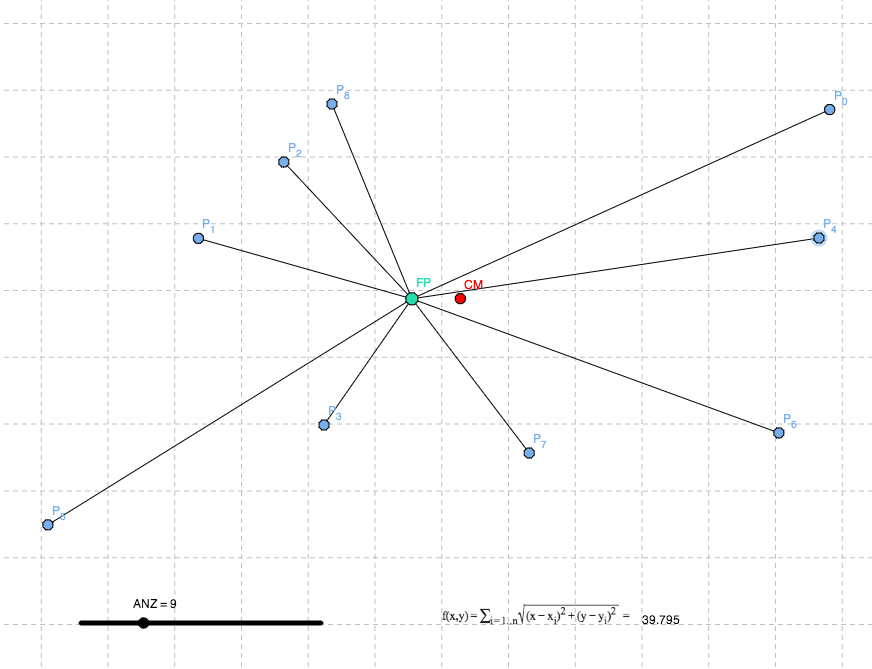 P8
P0
P2
P1
P4
FP
CM
P3
P7
P6
P5
ANZ = 9
f(x,y) = ∑i=1..n √(x − xi)² + (y − yi)² = 39.795